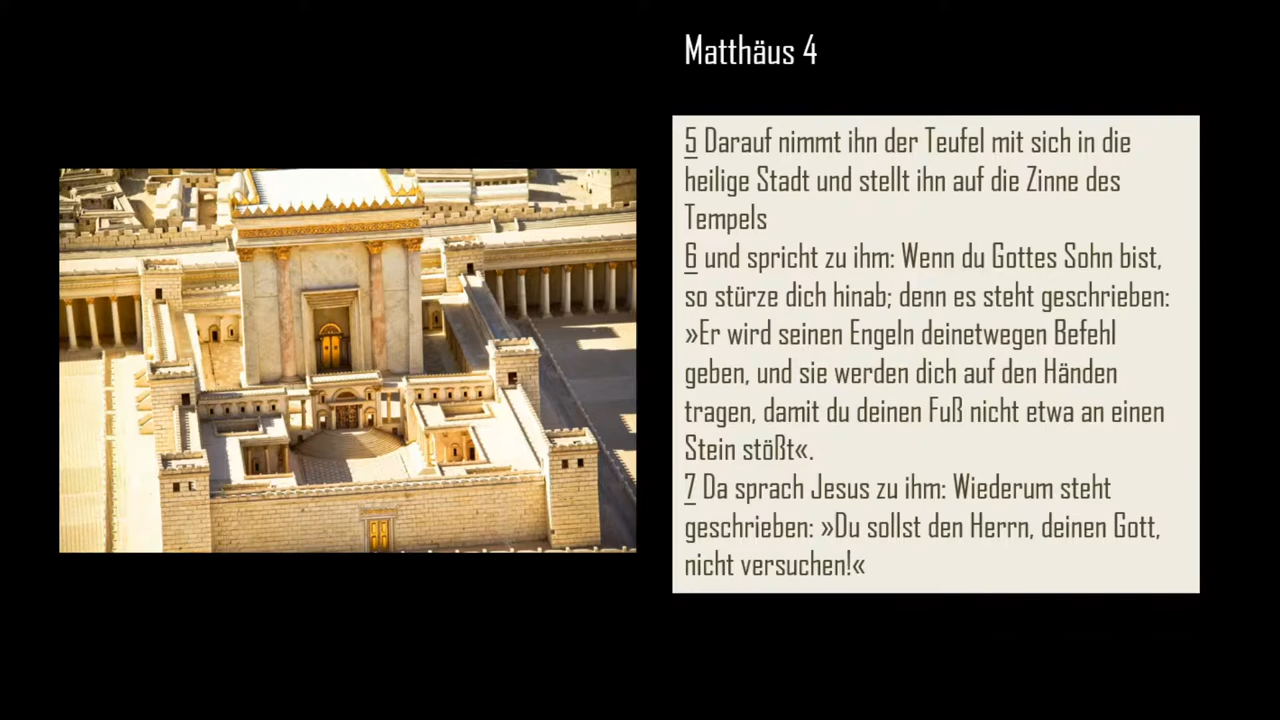 Matthäus 4
5 Darauf nimmt ihn der Teufel mit sich in die
heilige Stadt und stellt ihn auf die Zinne des
Tempels
6 und spricht zu ihm: Wenn du Gottes Sohn bist,
so stürze dich hinab; denn es steht geschrieben:
»Er wird seinen Engeln deinetwegen Befehl
geben, und sie werden dich auf den Händen
tragen, damit du deinen Fuß nicht etwa an einen
Stein stößt«.
7 Da sprach Jesus zu ihm: Wiederum steht
geschrieben: »Du sollst den Herrn, deinen Gott,
nicht versuchen!«